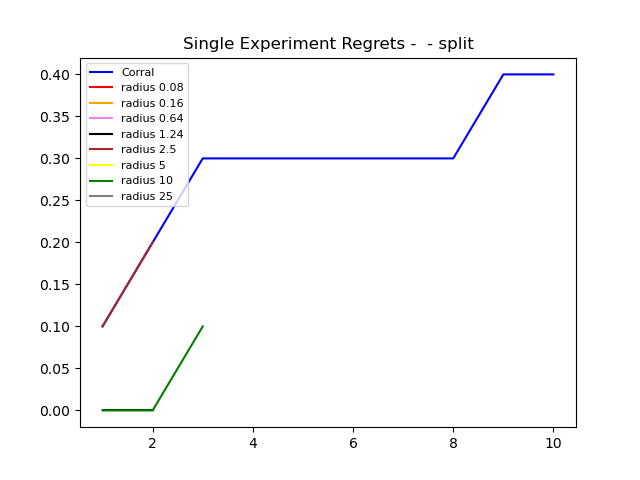 Single Experiment Regrets -  - split
Corral
radius 0.08
radius 0.16
radius 0.64
radius 1.24
radius 2.5
radius 5
radius 10
radius 25
0.40
0.35
0.30
0.25
0.20
0.15
0.10
0.05
0.00
2 4 6 8 10